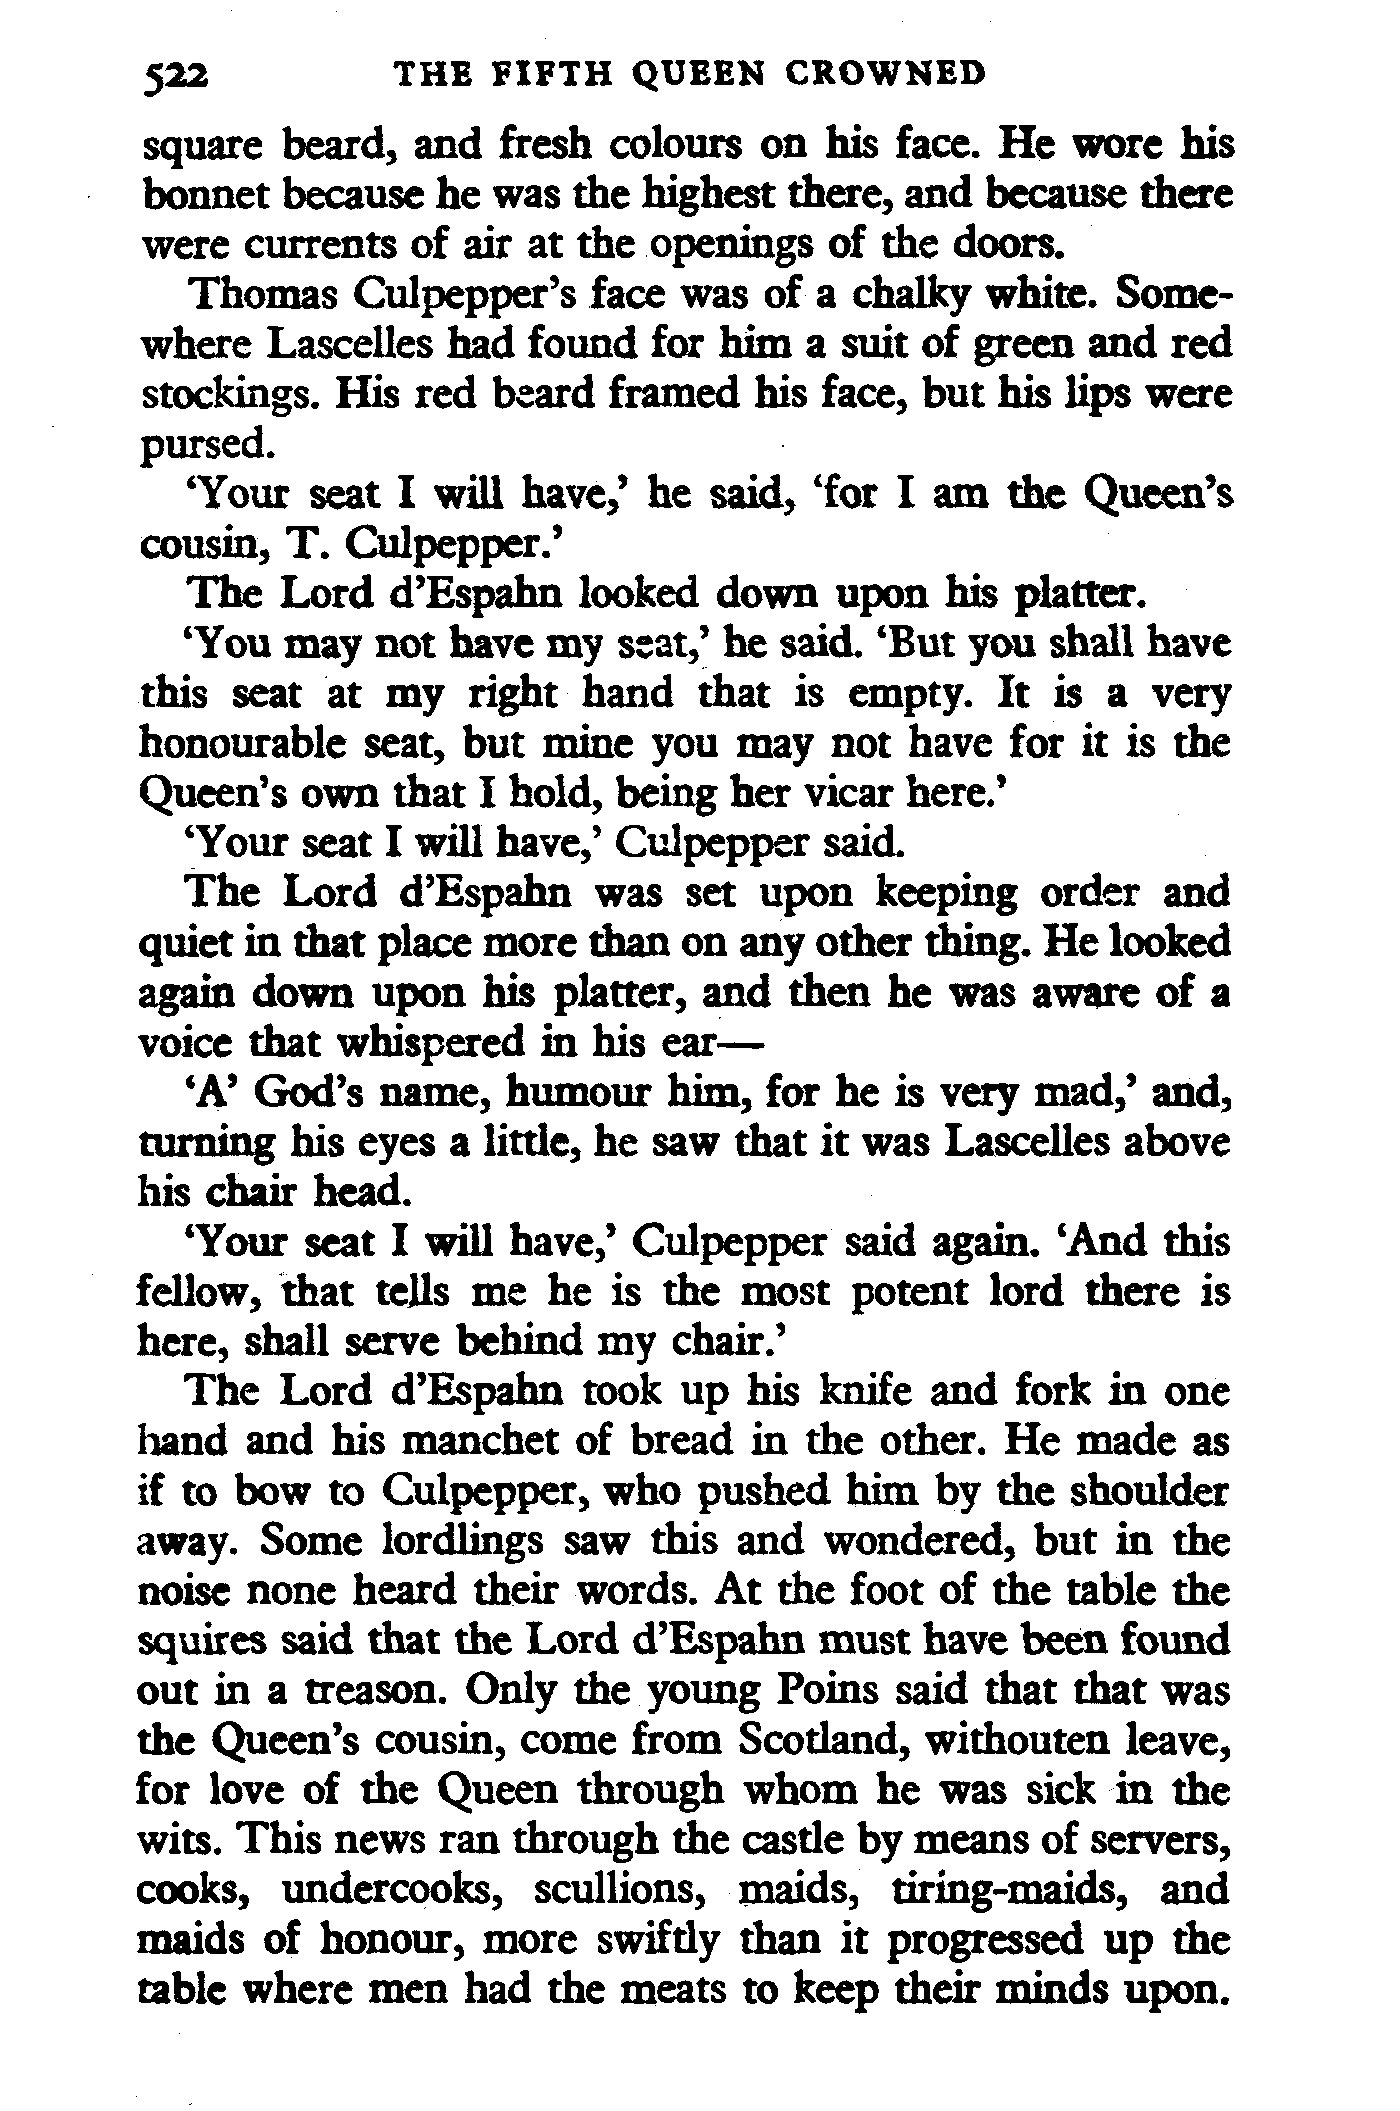 522 THE FIFTH QUEEN CROWNED
square beard, and fresh colours on his face. He wore his
bonnet because he was the highest there, and because there
were currents of air at the openings of the doors.
Thomas Culpepper's face was of a chalky white. Some-
where Lascelles had found for him a suit of green and red
stockings. His red beard framed his face, but his lips were
pursed.
‘Your seat I will have,’ he said, ‘for I am the Queen’s
cousin, T. Culpepper.’
The Lord d’Espahn looked down upon his platter.
‘You may not have my seat,’ he said. ‘But you shall have
this seat at my right hand that is empty. It is a very
honourable seat, but mine you may not have for it is the
Queen’s own that I hold, being her vicar here.’
‘Your seat I will have,’ Culpepper said.
The Lord d’Espahn was set upon keeping order and
quiet in that place more than on any other thing. He looked
again down upon his platter, and then he was aware of a
voice that whispered in his ear—
‘A’ God’s name, humour him, for he is very mad,’ and,
turning his eyes a little, he saw that it was Lascelles above
his chair head.
‘Your seat I will have,’ Culpepper said again. ‘And this
fellow, that tells me he is the most potent lord there is
here, shall serve behind my chair.’
The Lord d’Espahn took up his knife and fork in one
hand and his manchet of bread in the other. He made as
if to bow to Culpepper, who pushed him by the shoulder
away. Some lordlings saw this and wondered, but in the
noise none heard their words. At the foot of the table the
squires said that the Lord d’Espahn must have been found
out in a treason. Only the young Poins said that that was
the Queen’s cousin, come from Scotland, withouten leave,
for love of the Queen through whom he was sick in the
wits. This news ran through the castle by means of servers,
cooks, undercooks, scullions, maids, tiring-maids, and
maids of honour, more swiftly than it progressed up the
table where men had the meats to keep their minds upon.